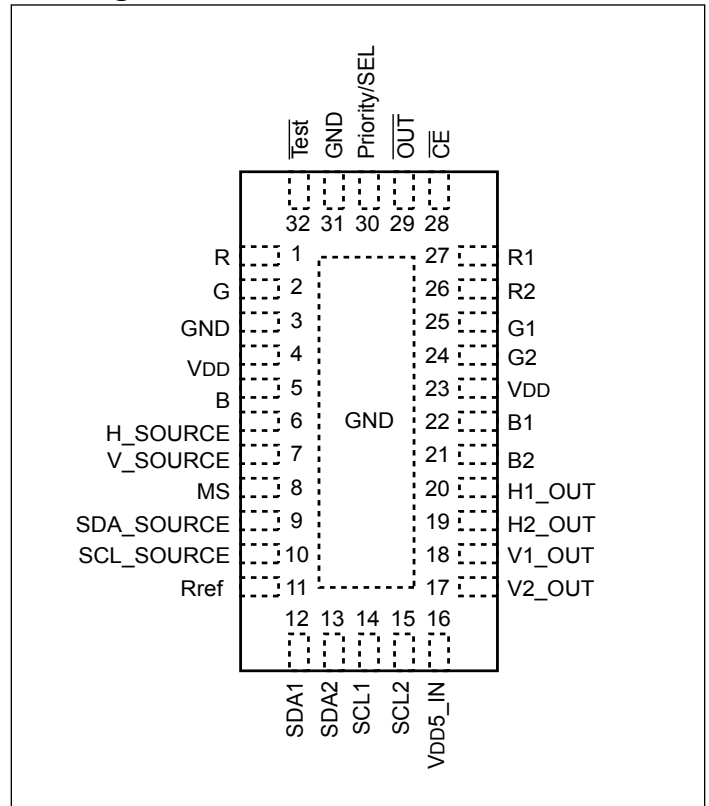 Test GND Priority/SEL OUT CE
32 31 30 29 28
R 1 27 R1
G 2 26 R2
GND 3 25 G1
VDD 4 24 G2
B 5 23 VDD
H_SOURCE 6 GND 22 B1
V_SOURCE 7 21 B2
MS 8 20 H1_OUT
SDA_SOURCE 9 19 H2_OUT
SCL_SOURCE 10 18 V1_OUT
Rref 11 17 V2_OUT
12 13 14 15 16
SDA1 SDA2 SCL1 SCL2 VDD5_IN